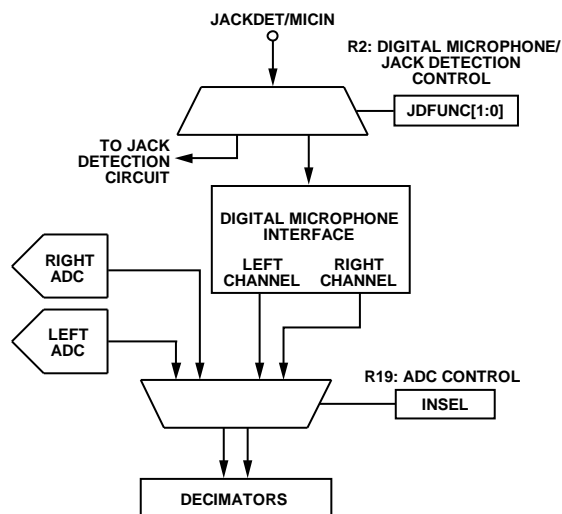 JACKDET/MICIN
R2: DIGITAL MICROPHONE/
JACK DETECTION
CONTROL
JDFUNC[1:0]
TO JACK
DETECTION
CIRCUIT
DIGITAL MICROPHONE
INTERFACE
LEFT
CHANNEL
RIGHT
CHANNEL
RIGHT
ADC
LEFT
ADC
R19: ADC CONTROL
INSEL
DECIMATORS